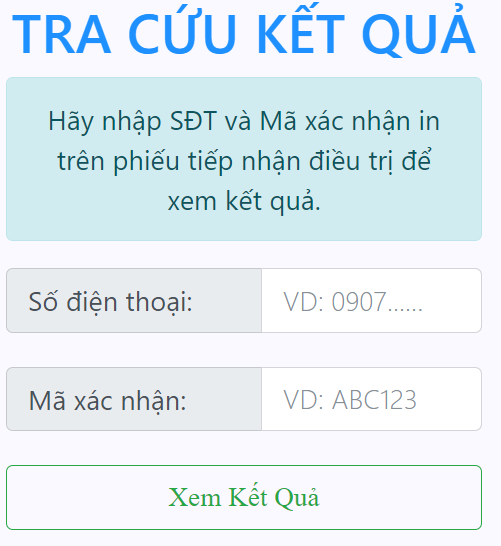 TRA CỨU KẾT QUẢ
Hãy nhập SĐT và Mã xác nhận in
trên phiếu tiếp nhận điều trị để
xem kết quả.
Số điện thoại: VD: 0907......
Mã xác nhận: VD: ABC123
Xem Kết Quả